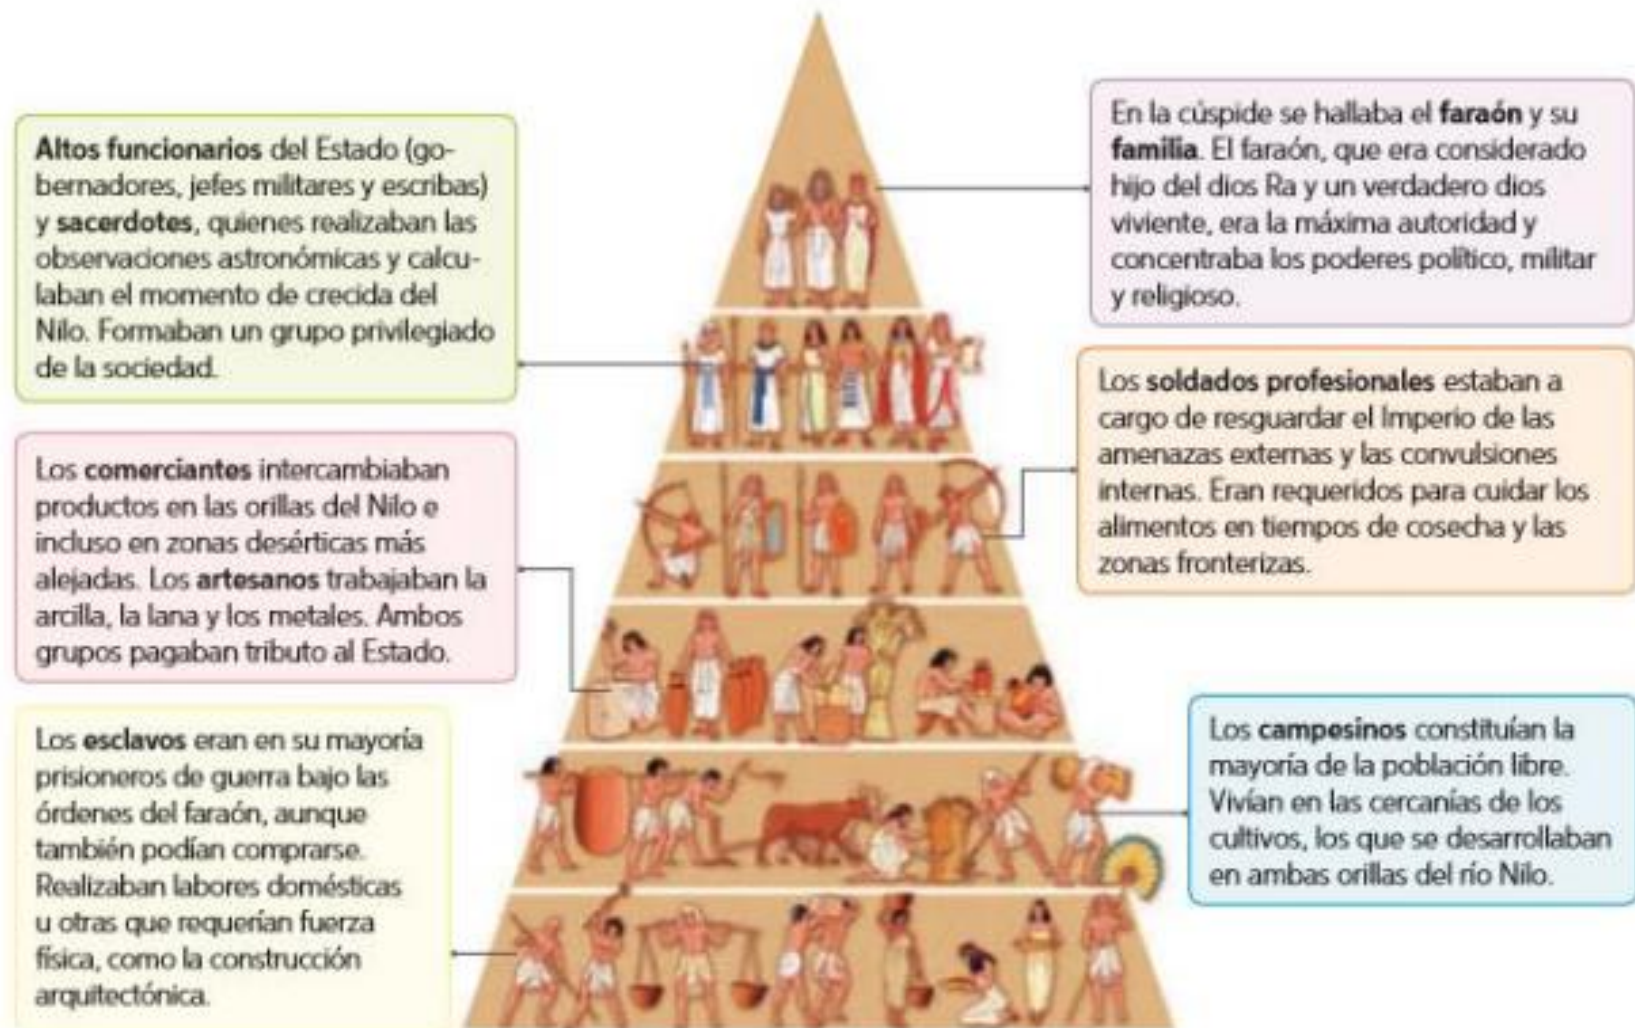 En la cúspide se hallaba el faraón y su
familia. El faraón, que era considerado
hijo del dios Ra y un verdadero dios
viviente, era la máxima autoridad y
concentraba los poderes político, militar
y religioso.
Altos funcionarios del Estado (go-
bernadores, jefes militares y escribas)
y sacerdotes, quienes realizaban las
observaciones astronómicas y calcu-
laban el momento de crecida del
Nilo. Formaban un grupo privilegiado
de la sociedad.
Los soldados profesionales estaban a
cargo de resguardar el Imperio de las
amenazas externas y las convulsiones
internas. Eran requeridos para cuidar los
alimentos en tiempos de cosecha y las
zonas fronterizas.
Los comerciantes intercambiaban
productos en las orillas del Nilo e
incluso en zonas desérticas más
alejadas. Los artesanos trabajaban la
arcilla, la lana y los metales. Ambos
grupos pagaban tributo al Estado.
Los campesinos constituían la
mayoría de la población libre.
Vivían en las cercanías de los
cultivos, los que se desarrollaban
en ambas orillas del río Nilo.
Los esclavos eran en su mayoría
prisioneros de guerra bajo las
órdenes del faraón, aunque
también podían comprarse.
Realizaban labores domésticas
u otras que requerían fuerza
física, como la construcción
arquitectónica.